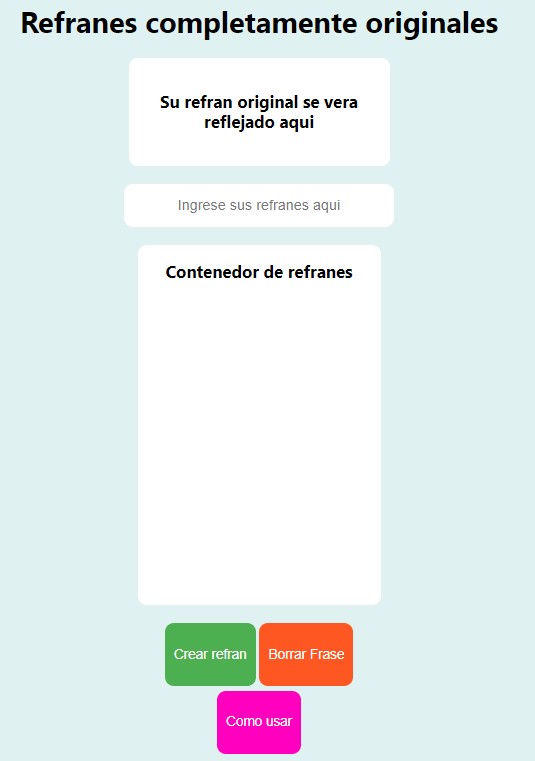 Refranes completamente originales
Su refran original se vera
reflejado aqui
Ingrese sus refranes aqui
Contenedor de refranes
Crear refran
Borrar Frase
Como usar